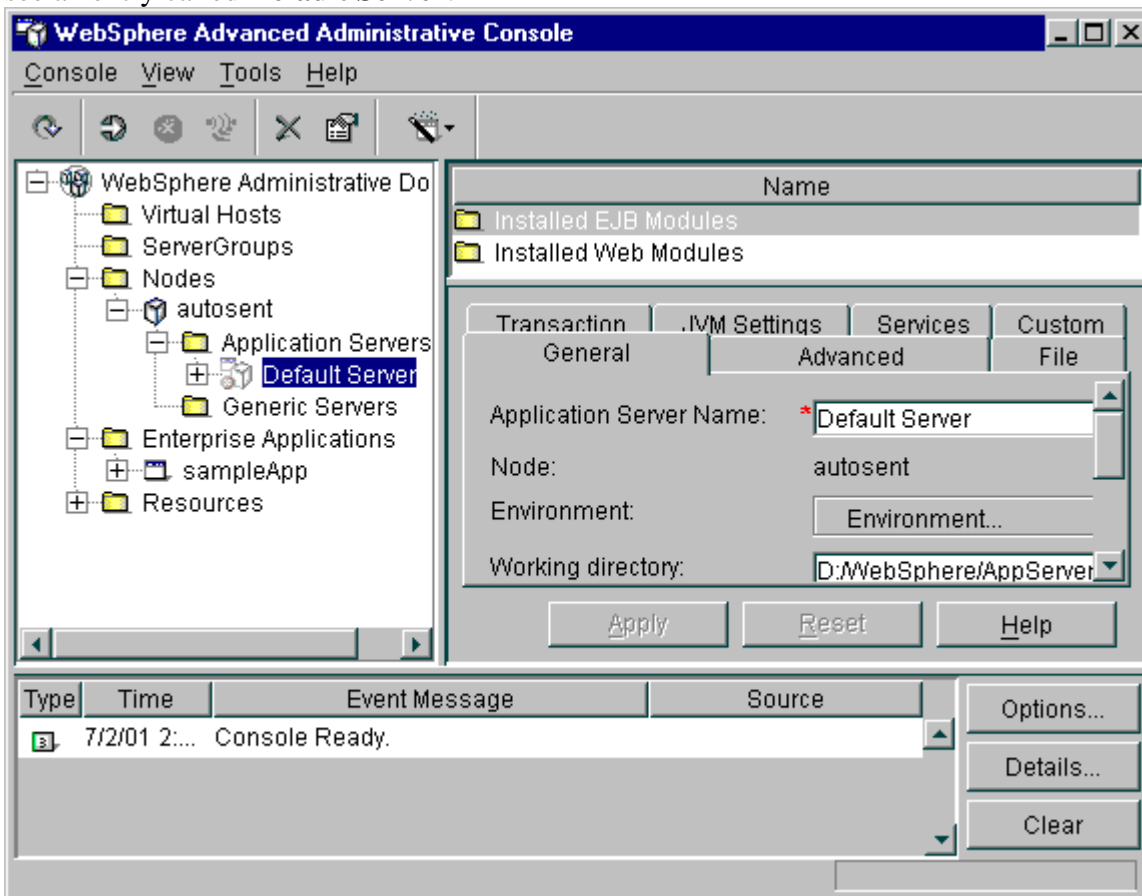 WebSphere Advanced Administrative Console
Console View Tools Help
WebSphere Administrative Do
Virtual Hosts
ServerGroups
Nodes
autosent
Application Servers
Default Server
Generic Servers
Enterprise Applications
sampleApp
Resources
Name
Installed EJB Modules
Installed Web Modules
Transaction JVM Settings Services Custom
General Advanced File
Application Server Name: *Default Server
Node: autosent
Environment: Environment...
Working directory: D:/WebSphere/AppServer
Apply Reset Help
Type Time Event Message Source
3 7/2/01 2:... Console Ready.
Options...
Details...
Clear